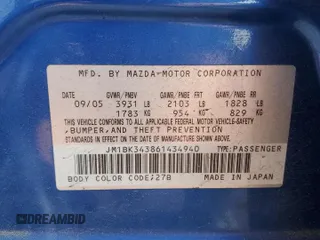 MFD. BY MAZDA-MOTOR CORPORATION
GVWR/PNBV GAWR/PNBE FRT GAWR/PNBE RR
09/05 3931 LB 2103 LB 1828 LB
1783 KG 954 KG 829 KG
THIS VEHICLE CONFORMS TO ALL APPLICABLE FEDERAL MOTOR VEHICLE SAFETY
, BUMPER, AND THEFT PREVENTION
STANDARDS IN EFFECT ON THE DATE OF MANUFACTURE SHOWN ABOVE.
JM1BK343861434940 TYPE:PASSENGER
BODY COLOR CODE/27B MADE IN JAPAN
DREAMBID